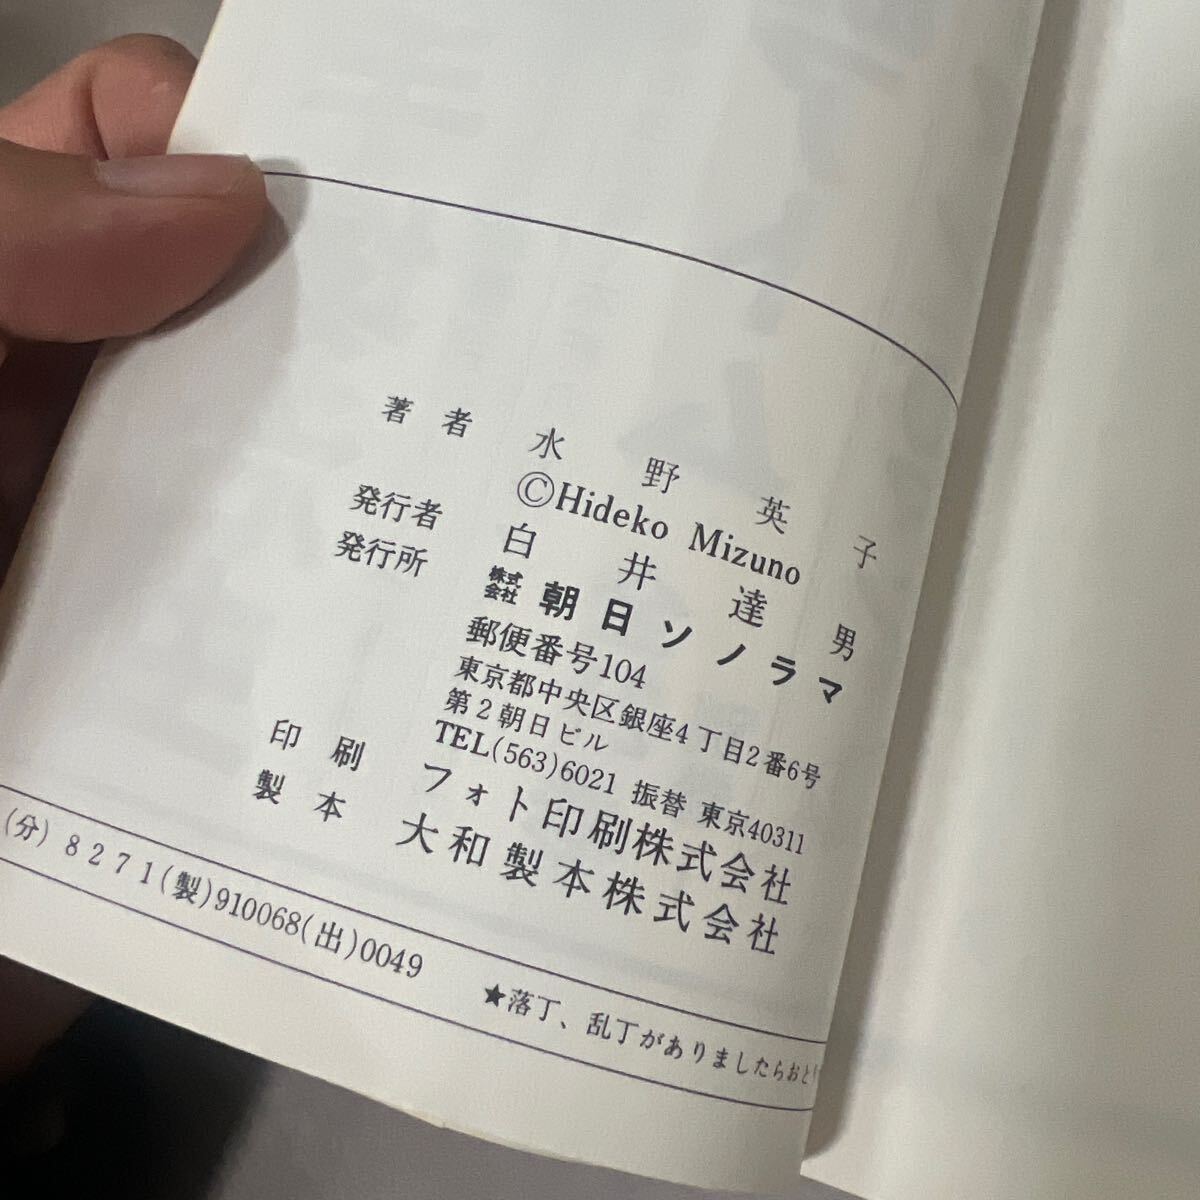 著者 水野英子
©Hideko Mizuno
発行者 白井達男
発行所 株式会社 朝日ソノラマ
郵便番号104
東京都中央区銀座4丁目2番6号
第2朝日ビル
TEL(563)6021 振替 東京40311
印刷 フォト印刷株式会社
製本 大和製本株式会社
(分)8271(製)910068(出)0049
★落丁、乱丁がありましたらおと